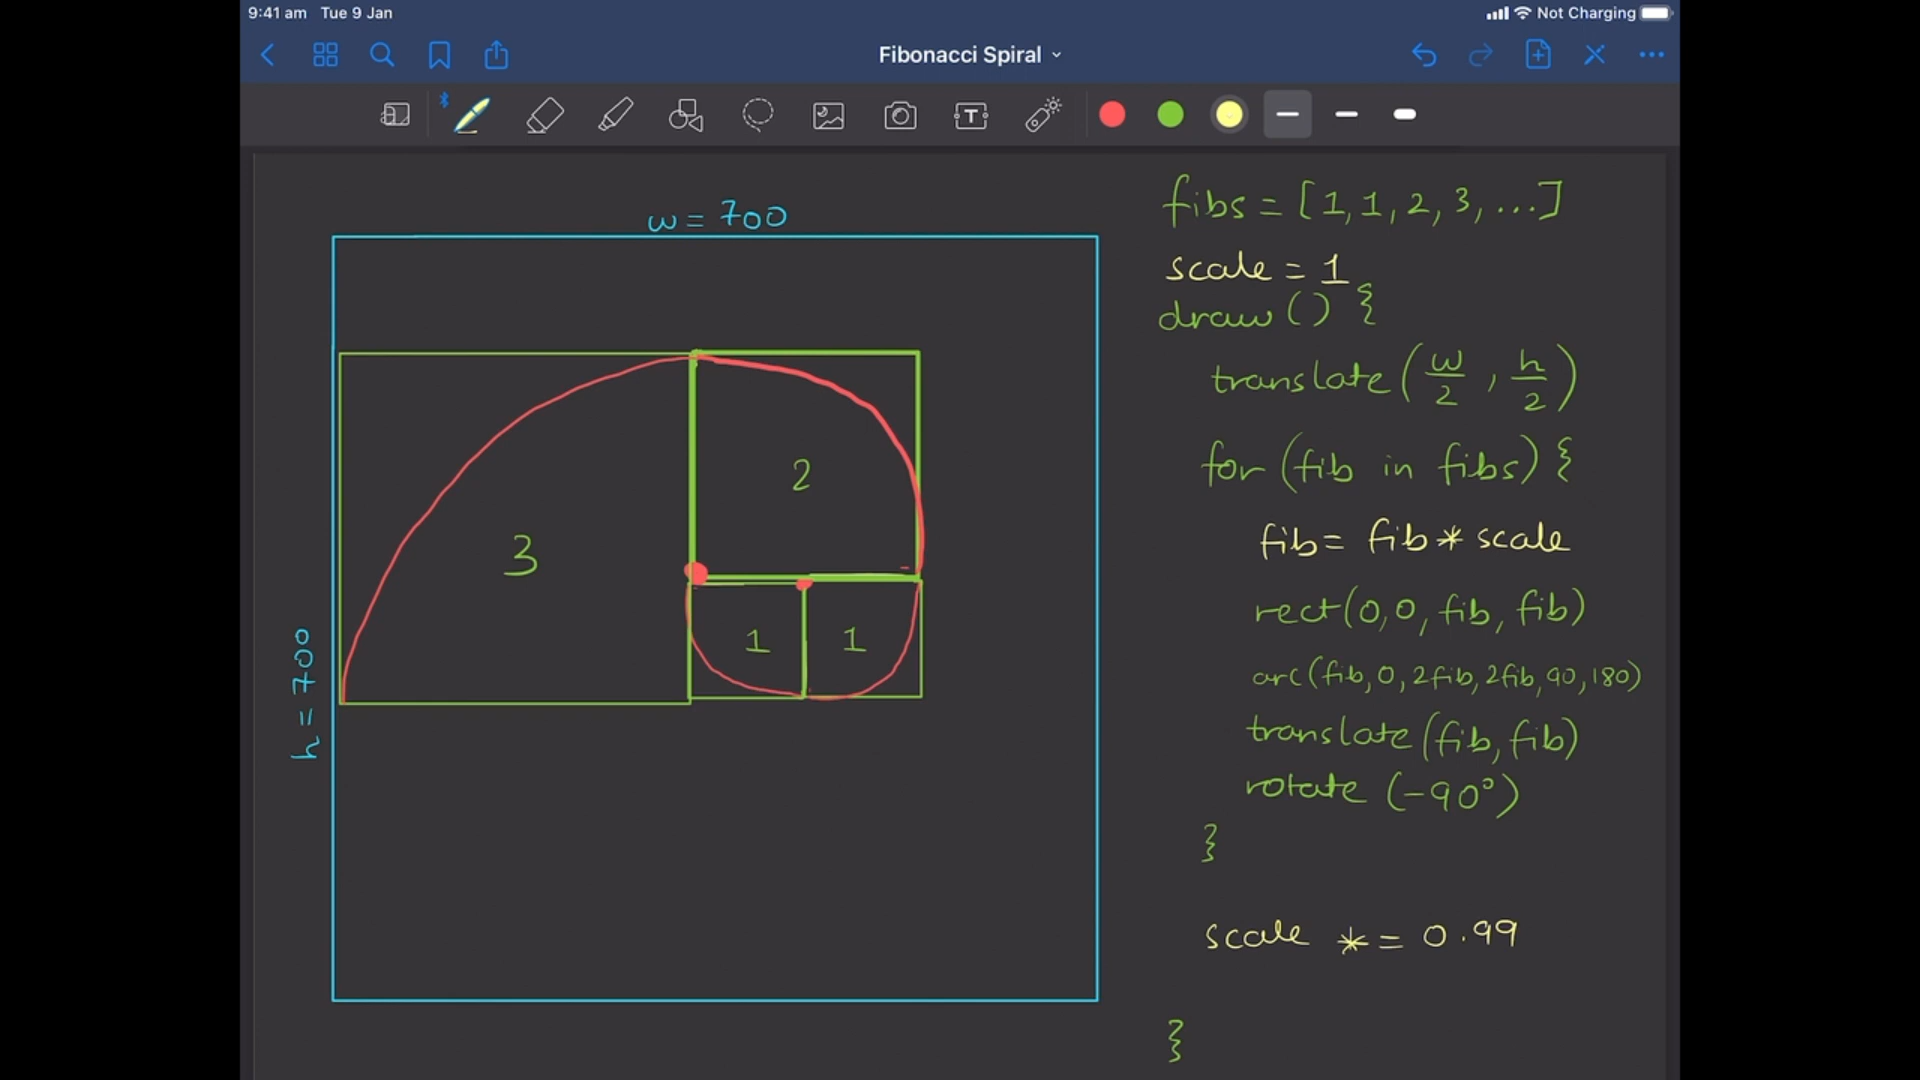 9:41 am Tue 9 Jan
Not Charging
Fibonacci Spiral
T
w = 700
h = 700
3
2
1
1
fibs = [1, 1, 2, 3, ...]
scale = 1
draw () {
translate (w/2, h/2)
for (fib in fibs) {
fib = fib * scale
rect(0,0, fib, fib)
arc(fib, 0, 2fib, 2fib, 90, 180)
translate (fib, fib)
rotate (-90°)
}
scale *= 0.99
}